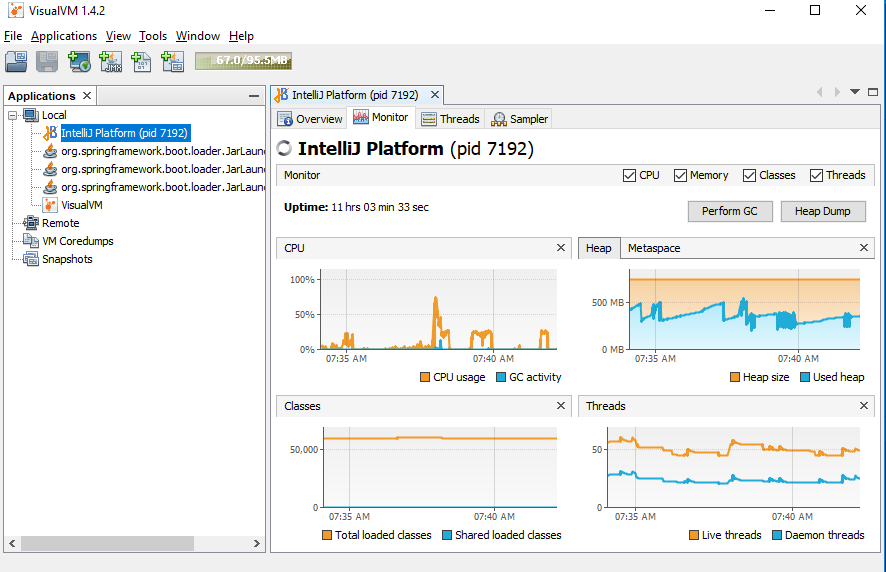 VisualVM 1.4.2
File Applications View Tools Window Help
67.0/95.5MB
Applications
Local
IntelliJ Platform (pid 7192)
org.springframework.boot.loader.JarLaun
org.springframework.boot.loader.JarLaun
org.springframework.boot.loader.JarLaun
VisualVM
Remote
VM Coredumps
Snapshots
IntelliJ Platform (pid 7192)
Overview Monitor Threads Sampler
IntelliJ Platform (pid 7192)
Monitor CPU Memory Classes Threads
Uptime: 11 hrs 03 min 33 sec
Perform GC Heap Dump
CPU
100%
50%
0%
07:35 AM 07:40 AM
CPU usage GC activity
Heap Metaspace
500 MB
0 MB
07:35 AM 07:40 AM
Heap size Used heap
Classes
50,000
0
07:35 AM 07:40 AM
Total loaded classes Shared loaded classes
Threads
50
0
07:35 AM 07:40 AM
Live threads Daemon threads